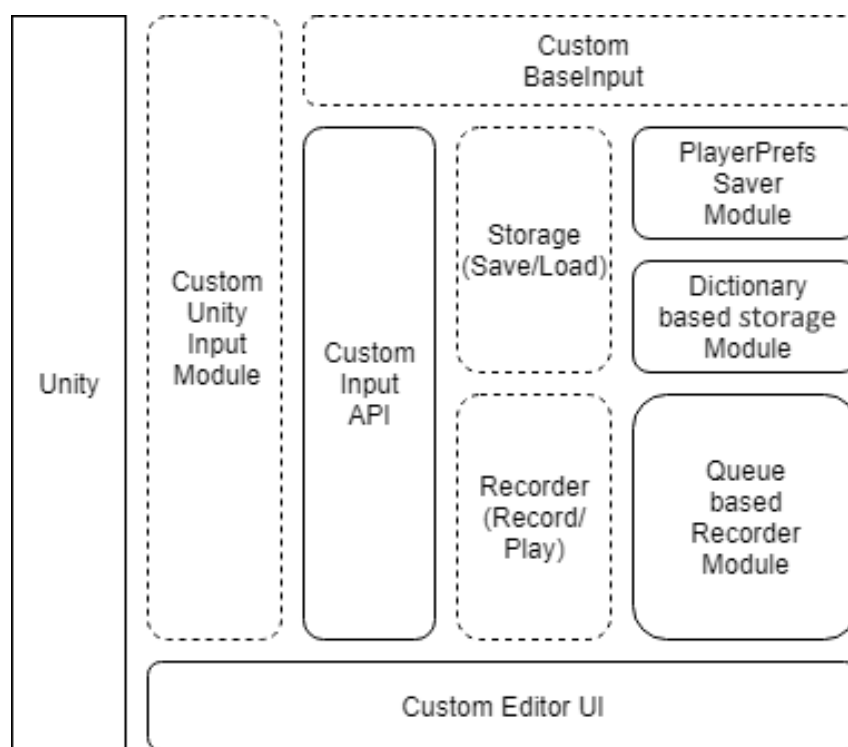 Unity
Custom
Unity
Input
Module
Custom
BaseInput
Custom
Input
API
Storage
(Save/Load)
Recorder
(Record/
Play)
PlayerPrefs
Saver
Module
Dictionary
based storage
Module
Queue
based
Recorder
Module
Custom Editor UI